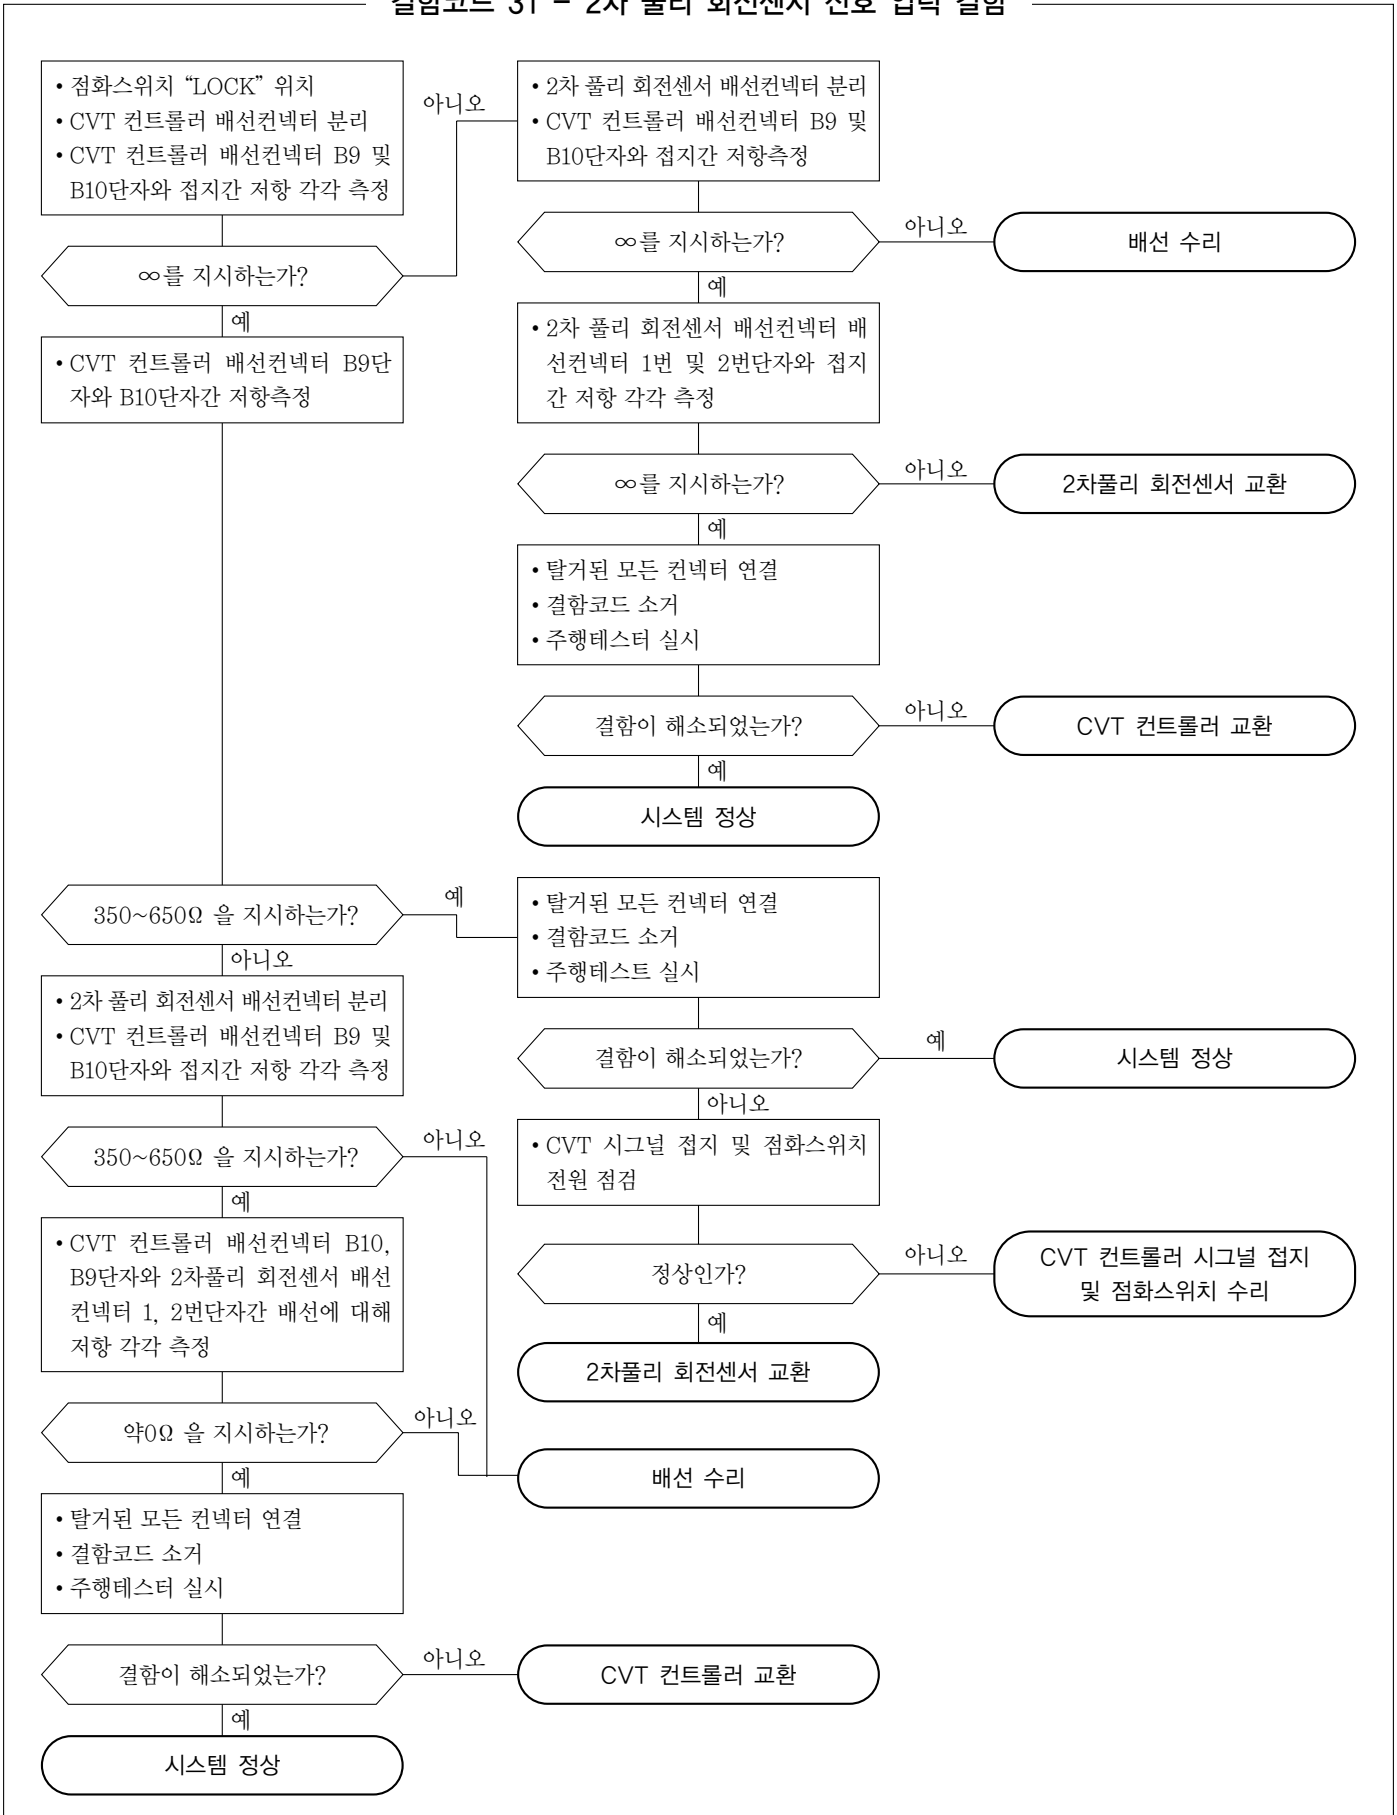 결함코드 31 - 2차 풀리 회전센서 신호 입력 결함
• 점화스위치 “LOCK” 위치
• CVT 컨트롤러 배선컨넥터 분리
• CVT 컨트롤러 배선컨넥터 B9 및
B10단자와 접지간 저항 각각 측정
아니오
• 2차 풀리 회전센서 배선컨넥터 분리
• CVT 컨트롤러 배선컨넥터 B9 및
B10단자와 접지간 저항측정
∞를 지시하는가?
아니오
배선 수리
∞를 지시하는가?
예
예
• CVT 컨트롤러 배선컨넥터 B9단
자와 B10단자간 저항측정
• 2차 풀리 회전센서 배선컨넥터 배
선컨넥터 1번 및 2번단자와 접지
간 저항 각각 측정
∞를 지시하는가?
아니오
2차풀리 회전센서 교환
예
• 탈거된 모든 컨넥터 연결
• 결함코드 소거
• 주행테스터 실시
결함이 해소되었는가?
아니오
CVT 컨트롤러 교환
예
시스템 정상
350~650Ω 을 지시하는가?
예
• 탈거된 모든 컨넥터 연결
• 결함코드 소거
• 주행테스트 실시
아니오
• 2차 풀리 회전센서 배선컨넥터 분리
• CVT 컨트롤러 배선컨넥터 B9 및
B10단자와 접지간 저항 각각 측정
결함이 해소되었는가?
예
시스템 정상
아니오
350~650Ω 을 지시하는가?
아니오
• CVT 시그널 접지 및 점화스위치
전원 점검
예
• CVT 컨트롤러 배선컨넥터 B10,
B9단자와 2차풀리 회전센서 배선
컨넥터 1, 2번단자간 배선에 대해
저항 각각 측정
정상인가?
아니오
CVT 컨트롤러 시그널 접지
및 점화스위치 수리
예
2차풀리 회전센서 교환
약0Ω 을 지시하는가?
아니오
배선 수리
예
• 탈거된 모든 컨넥터 연결
• 결함코드 소거
• 주행테스터 실시
결함이 해소되었는가?
아니오
CVT 컨트롤러 교환
예
시스템 정상